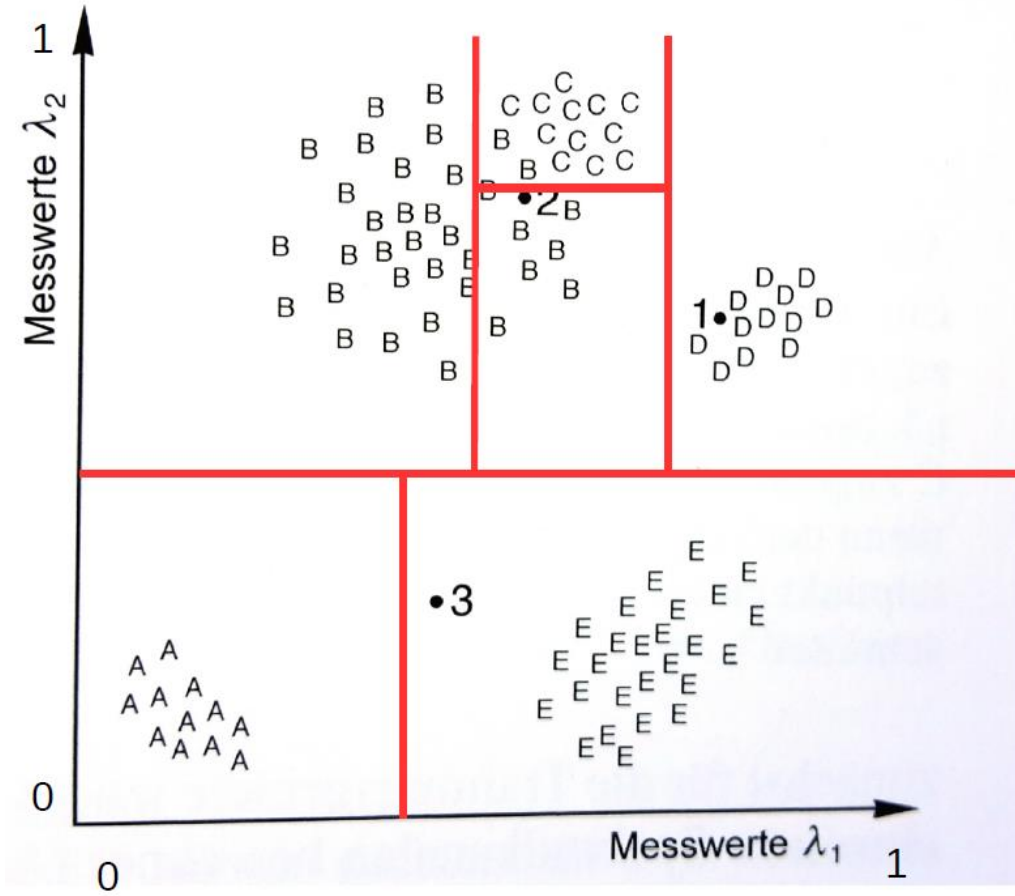 1
Messwerte λ2
C
B
B C C C C C
B B B B C C C
B B B C C C
B B
2
B B B B
B B B B B B B
D D
B B B B
B B B D D D
B 1 D D D
B B B
B B D D D
B D
E
E
E E
3 E E E
E E E E
A E E E E
A E E E
A A A E E E E
A E E
A A E
A A A E E
A E
0
Messwerte λ1
1
0